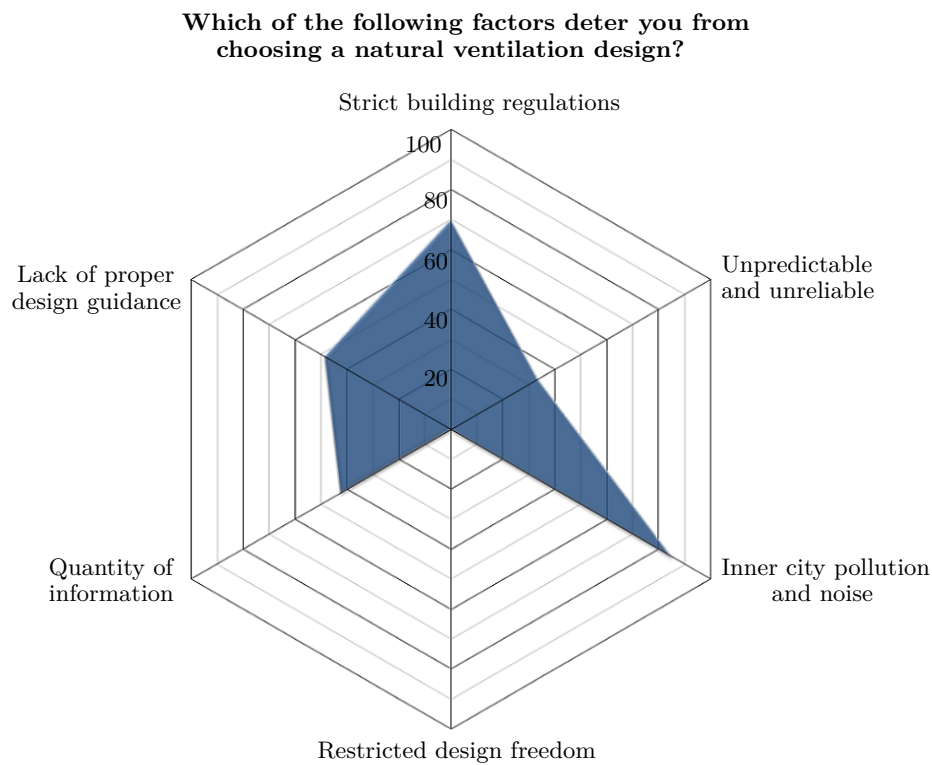 Which of the following factors deter you from
choosing a natural ventilation design?
Strict building regulations
100
80
60
40
20
Unpredictable
and unreliable
Lack of proper
design guidance
Quantity of
information
Inner city pollution
and noise
Restricted design freedom